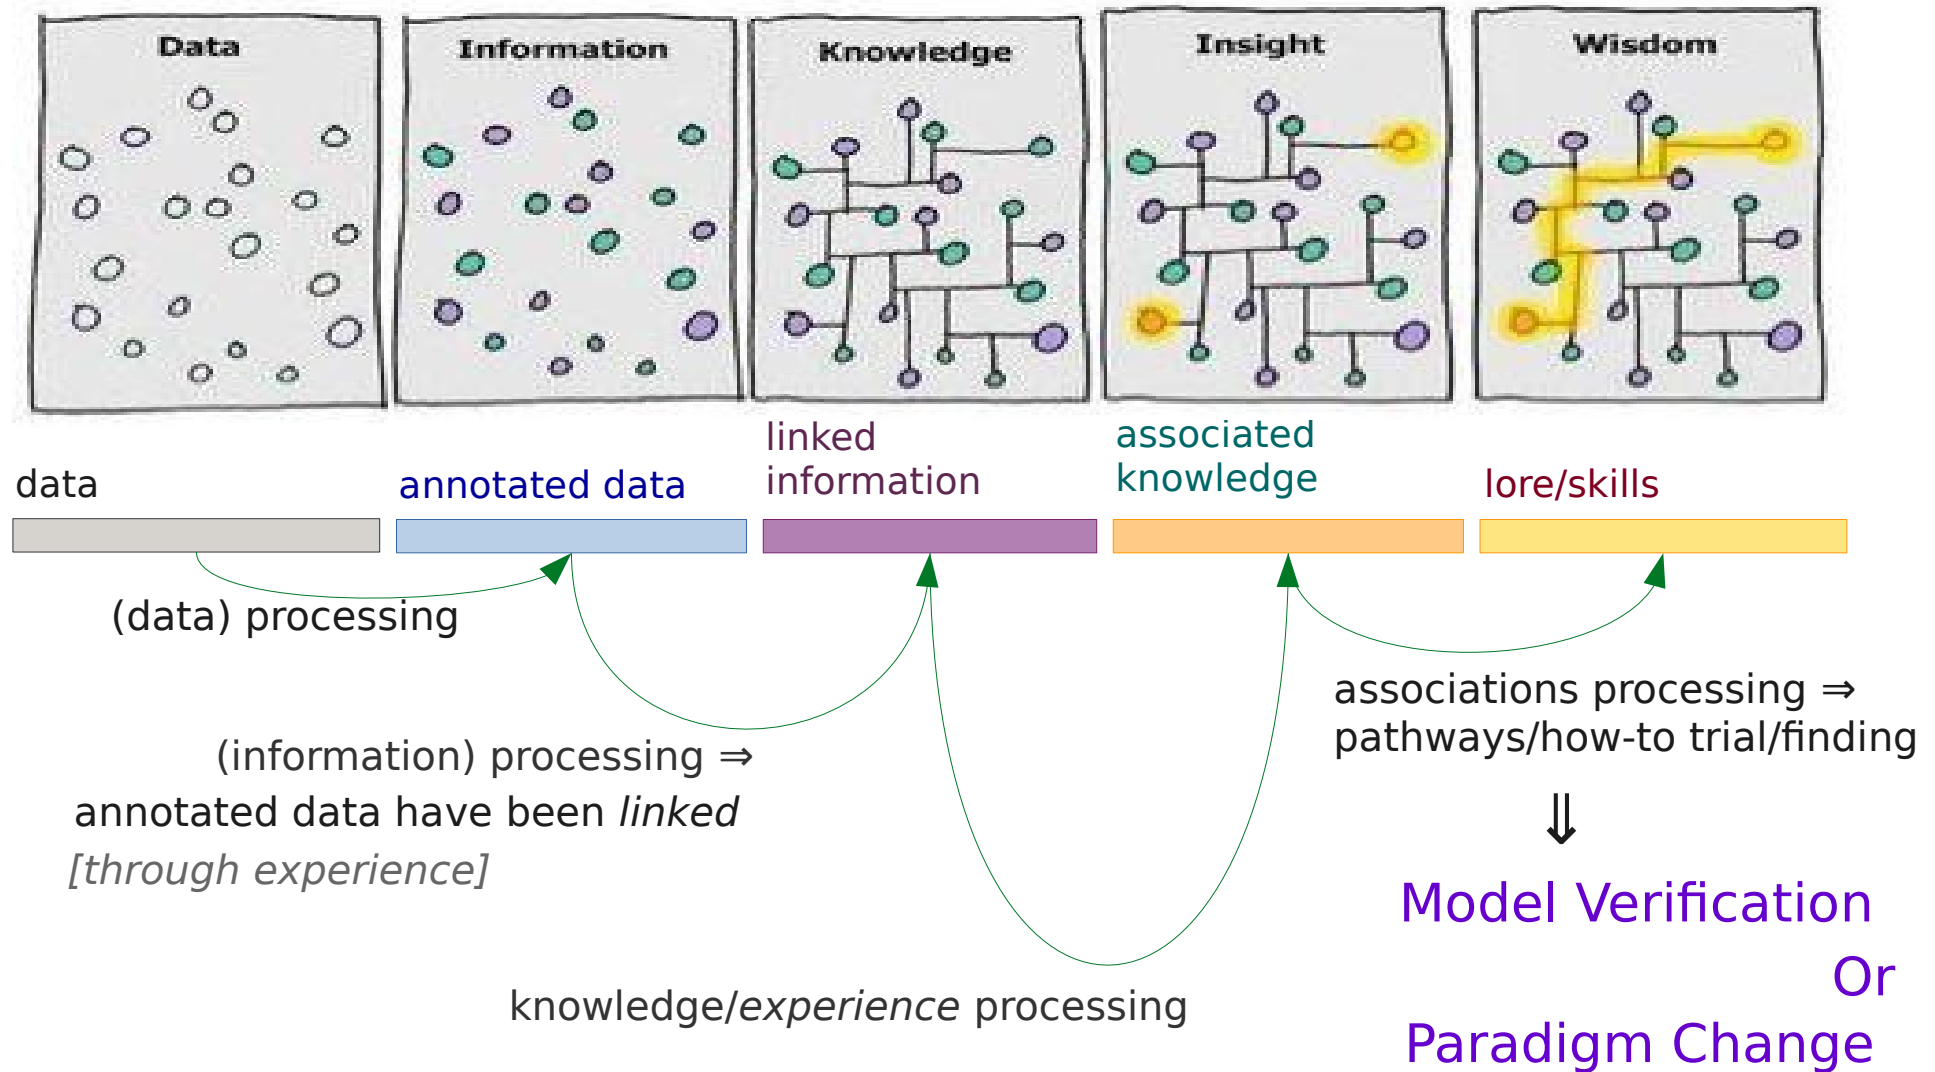 Data
Information
Knowledge
Insight
Wisdom
data
annotated data
linked
information
associated
knowledge
lore/skills
(data) processing
(information) processing ⇒
annotated data have been linked
[through experience]
knowledge/experience processing
associations processing ⇒
pathways/how-to trial/finding
⇓
Model Verification
Or
Paradigm Change